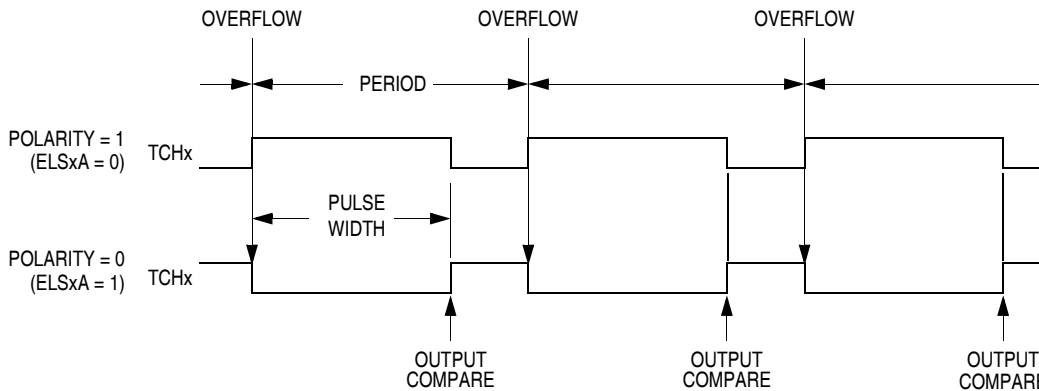 OVERFLOW
OVERFLOW
OVERFLOW
PERIOD
POLARITY = 1
(ELSxA = 0)
TCHx
PULSE
WIDTH
POLARITY = 0
(ELSxA = 1)
TCHx
OUTPUT
COMPARE
OUTPUT
COMPARE
OUTPUT
COMPARE